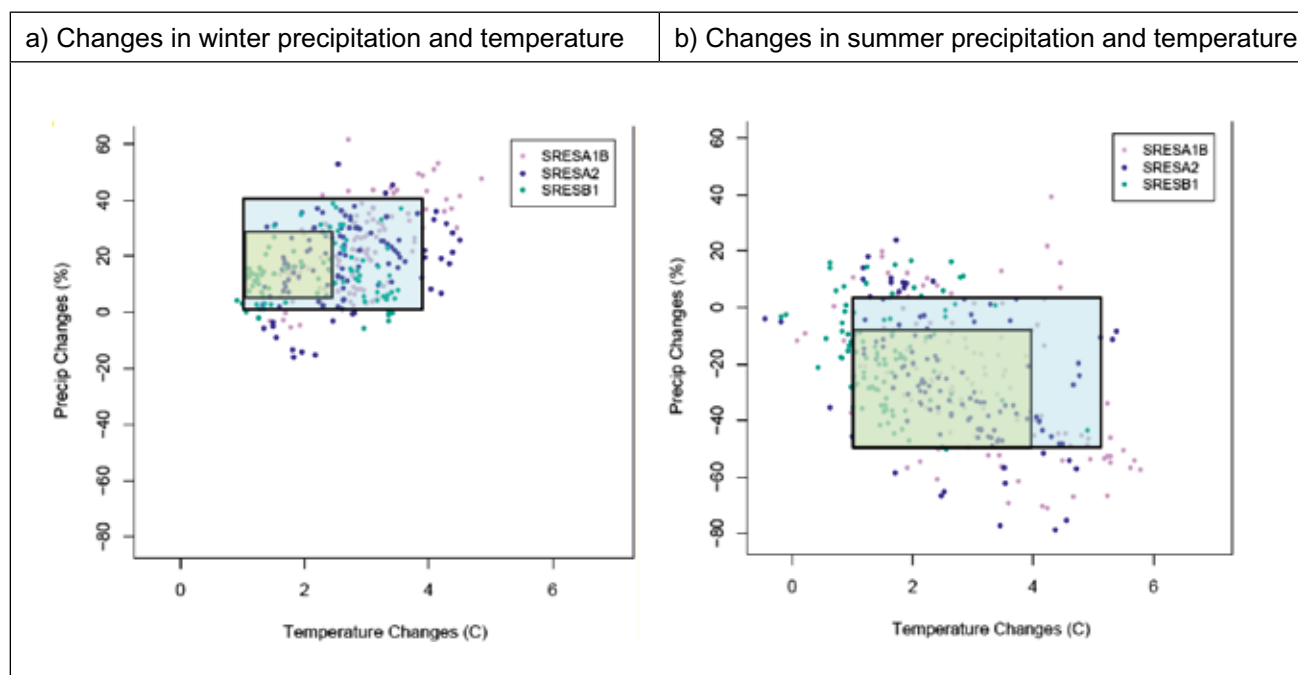 a) Changes in winter precipitation and temperature
b) Changes in summer precipitation and temperature
60
40
20
0
−20
−40
−60
−80
Precip Changes (%)
SRESA1B
SRESA2
SRESB1
0 2 4 6
Temperature Changes (C)
60
40
20
0
−20
−40
−60
−80
Precip Changes (%)
SRESA1B
SRESA2
SRESB1
0 2 4 6
Temperature Changes (C)